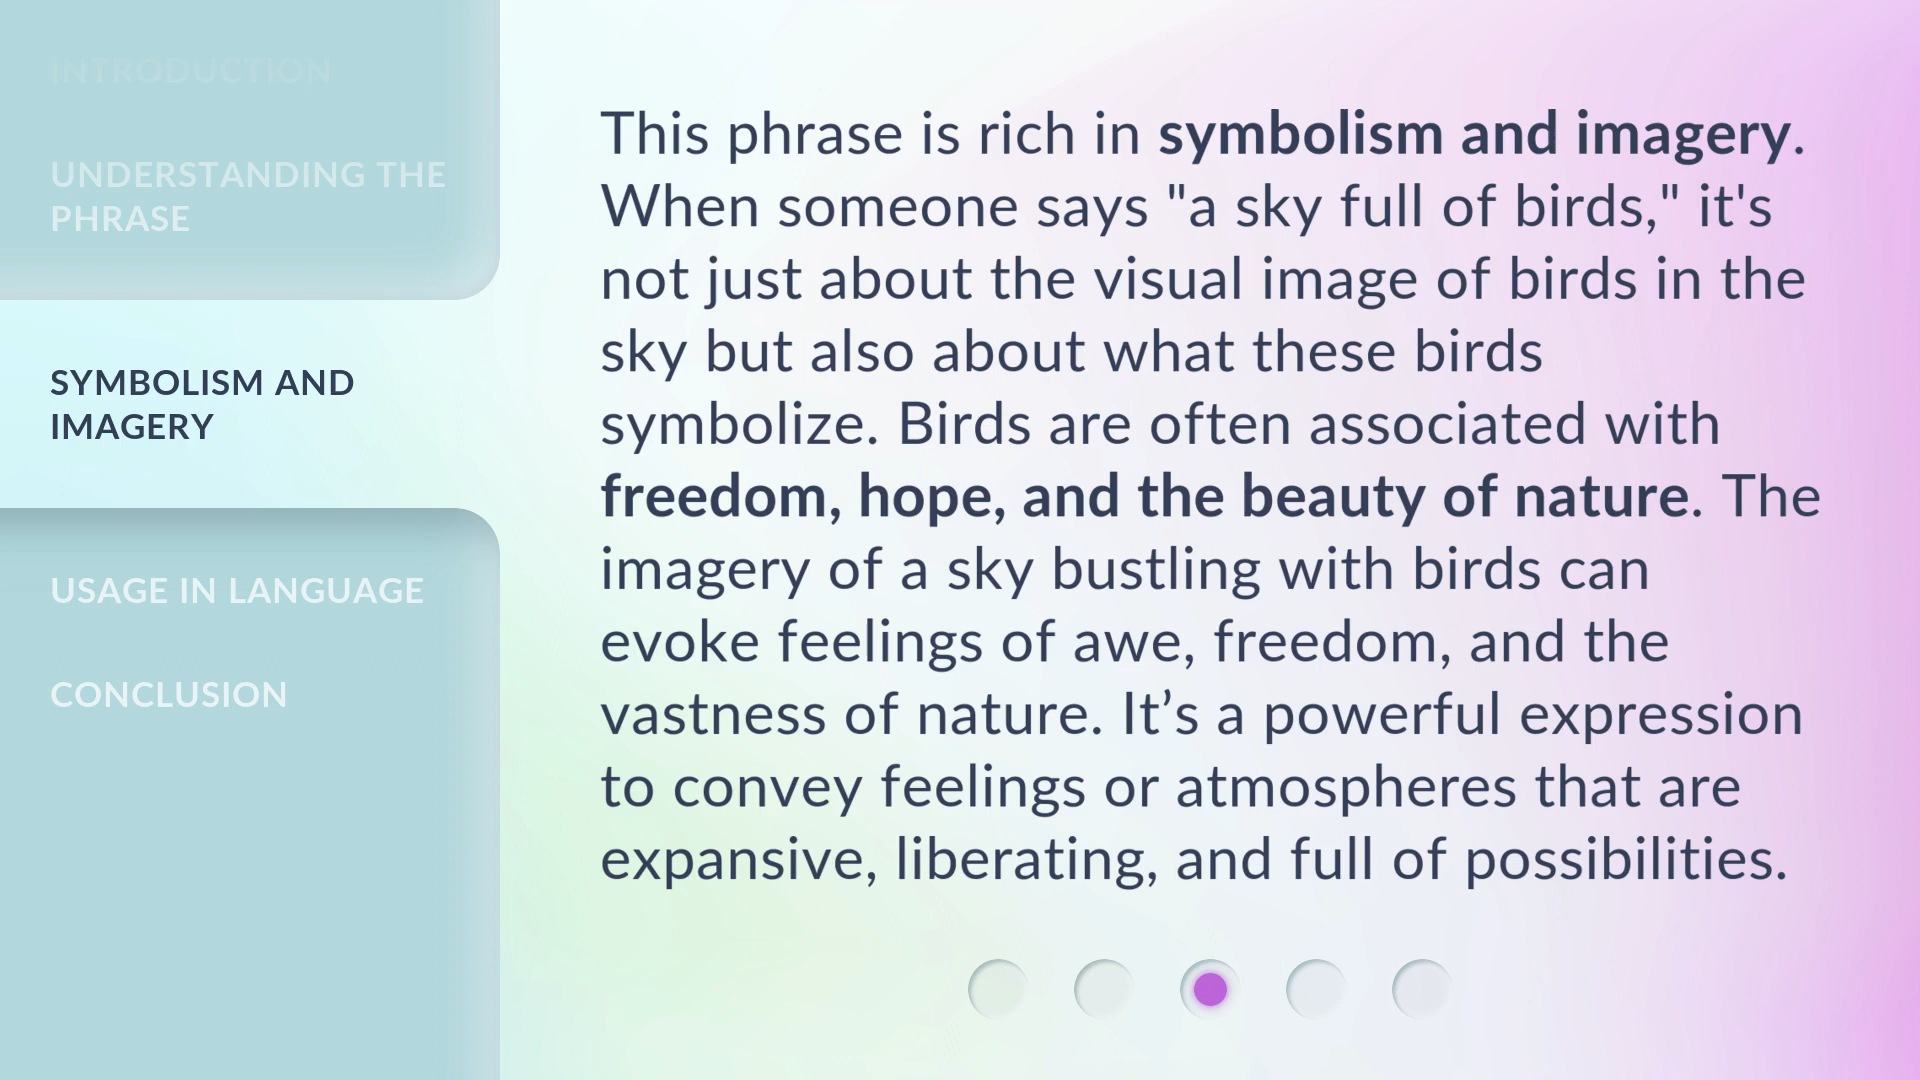 INTRODUCTION
UNDERSTANDING THE
PHRASE
SYMBOLISM AND
IMAGERY
USAGE IN LANGUAGE
CONCLUSION
This phrase is rich in symbolism and imagery.
When someone says "a sky full of birds," it's
not just about the visual image of birds in the
sky but also about what these birds
symbolize. Birds are often associated with
freedom, hope, and the beauty of nature. The
imagery of a sky bustling with birds can
evoke feelings of awe, freedom, and the
vastness of nature. It’s a powerful expression
to convey feelings or atmospheres that are
expansive, liberating, and full of possibilities.